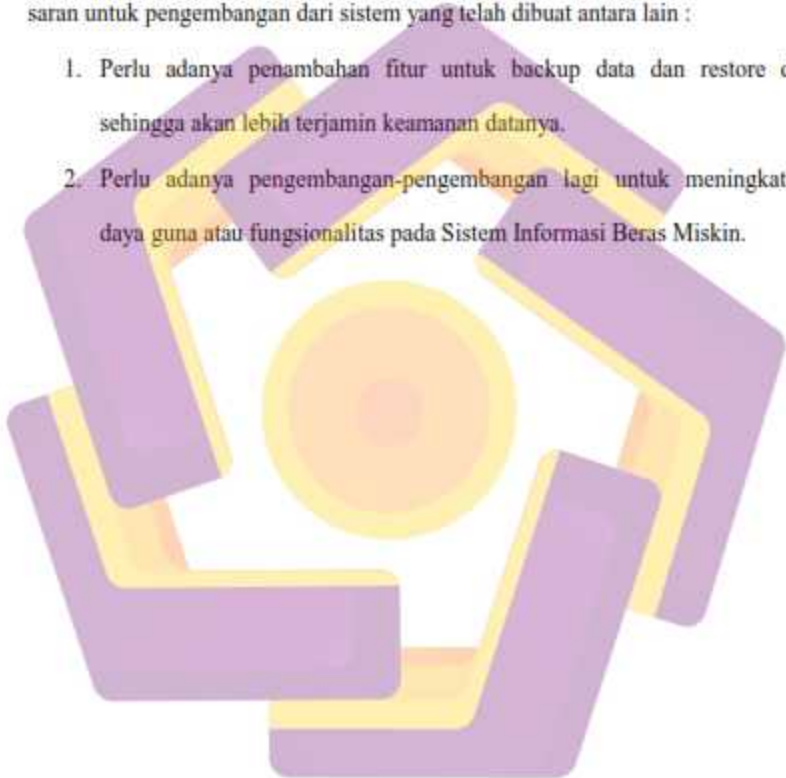 saran untuk pengembangan dari sistem yang telah dibuat antara lain :
1. Perlu adanya penambahan fitur untuk backup data dan restore
sehingga akan lebih terjamin keamanan datanya.
2. Perlu adanya pengembangan-pengembangan lagi untuk meningkat
daya guna atau fungsionalitas pada Sistem Informasi Beras Miskin.